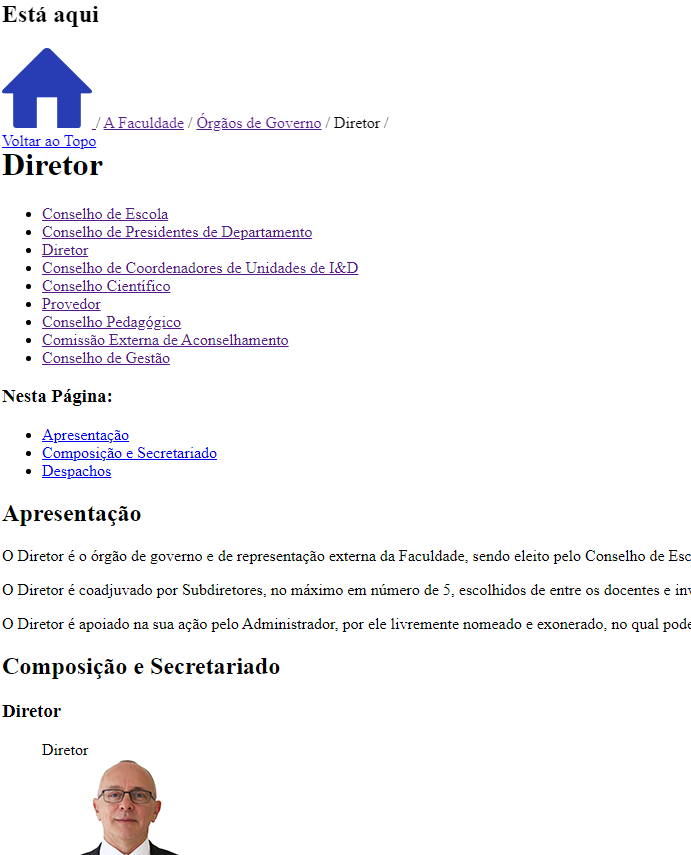 Está aqui
/ A Faculdade / Órgãos de Governo / Diretor /
Voltar ao Topo
Diretor
Conselho de Escola
Conselho de Presidentes de Departamento
Diretor
Conselho de Coordenadores de Unidades de I&D
Conselho Científico
Provedor
Conselho Pedagógico
Comissão Externa de Aconselhamento
Conselho de Gestão
Nesta Página:
Apresentação
Composição e Secretariado
Despachos
Apresentação
O Diretor é o órgão de governo e de representação externa da Faculdade, sendo eleito pelo Conselho de
O Diretor é coadjuvado por Subdiretores, no máximo em número de 5, escolhidos de entre os docentes e
O Diretor é apoiado na sua ação pelo Administrador, por ele livremente nomeado e exonerado, no qual pode
Composição e Secretariado
Diretor
Diretor